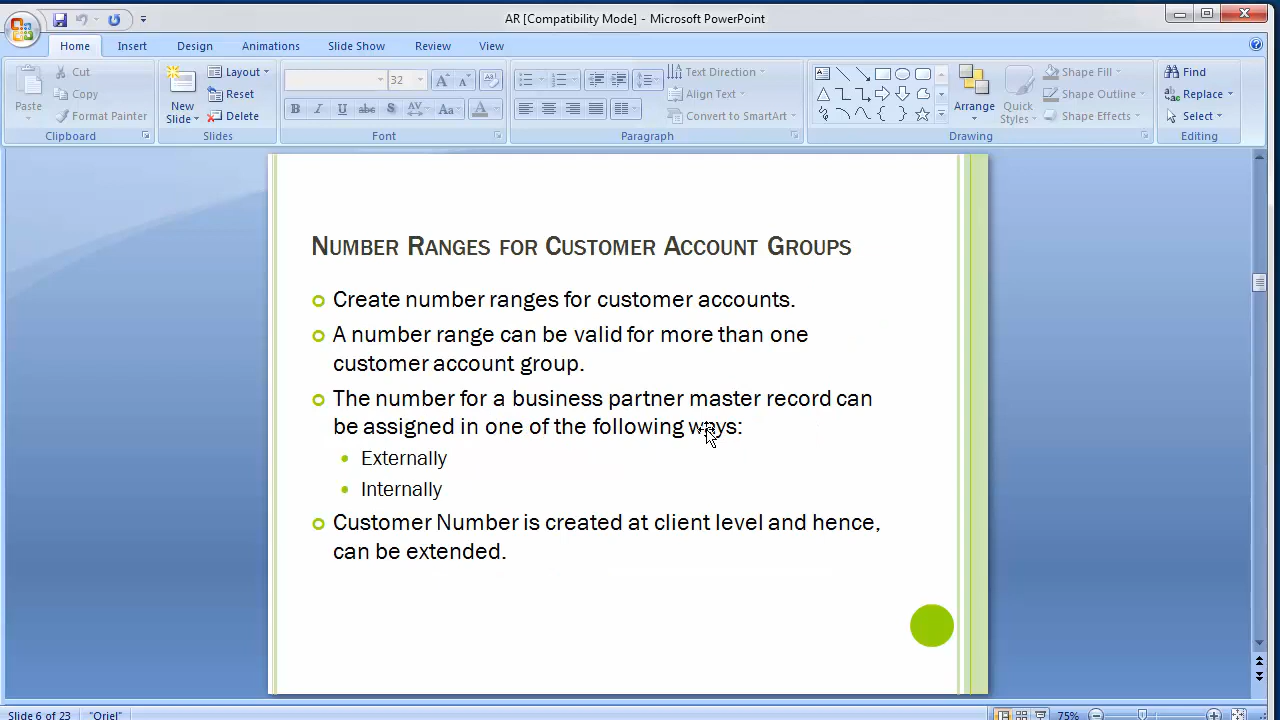 AR [Compatibility Mode] - Microsoft PowerPoint
Home Insert Design Animations Slide Show Review View
Cut
Copy
Format Painter
Paste
Clipboard
New Slide
Layout
Reset
Delete
Slides
32
B I U abc S AV Aa A
Font
Text Direction
Align Text
Convert to SmartArt
Paragraph
Arrange
Quick Styles
Shape Fill
Shape Outline
Shape Effects
Drawing
Find
Replace
Select
Editing
NUMBER RANGES FOR CUSTOMER ACCOUNT GROUPS
Create number ranges for customer accounts.
A number range can be valid for more than one
customer account group.
The number for a business partner master record can
be assigned in one of the following ways:
Externally
Internally
Customer Number is created at client level and hence,
can be extended.
Slide 6 of 23 "Oriel" 75%